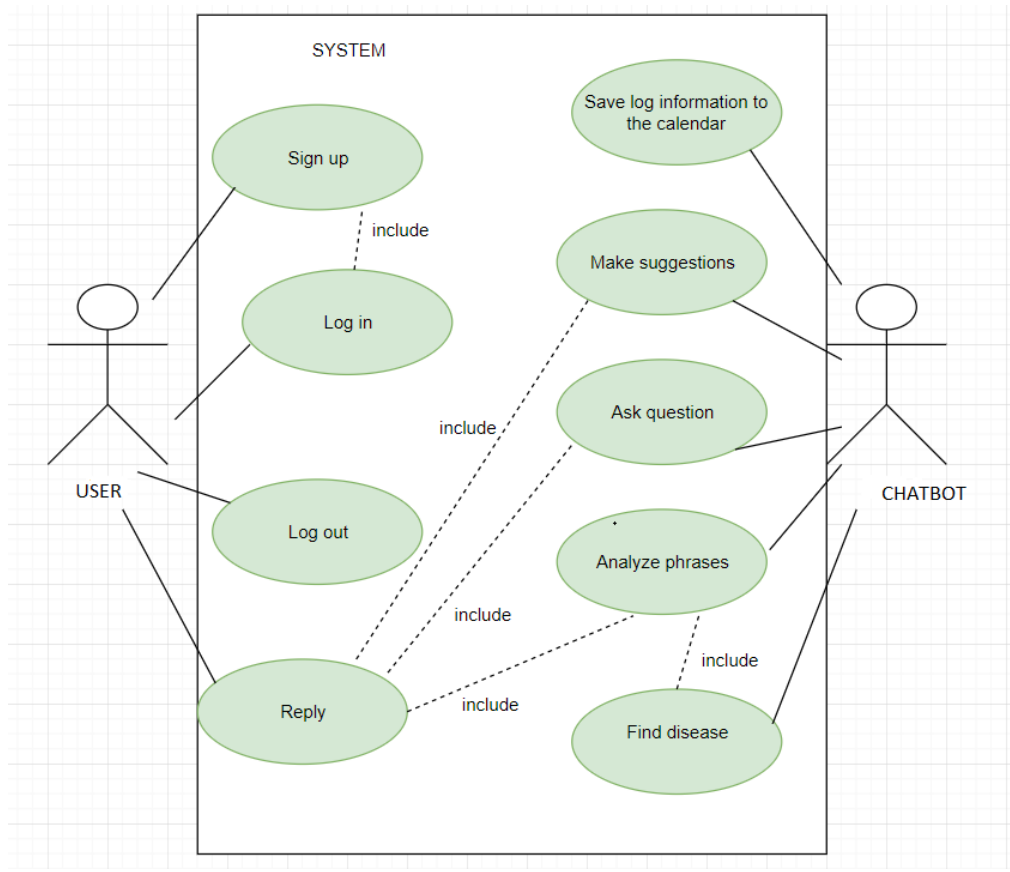 SYSTEM
Save log information to
the calendar
Sign up
include
Make suggestions
Log in
Ask question
include
USER
CHATBOT
Log out
Analyze phrases
include
include
include
Reply
Find disease